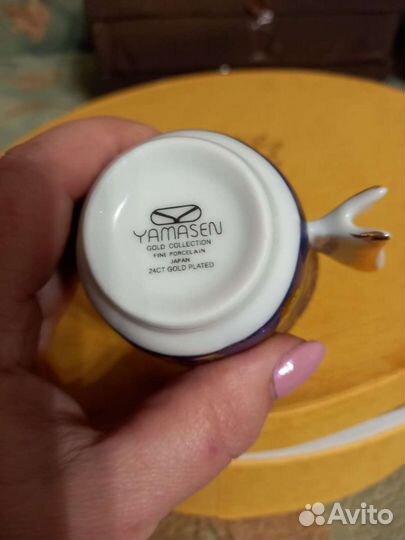 YAMASEN
GOLD COLLECTION
FINE PORCELAIN
JAPAN
24CT GOLD PLATED
Avito